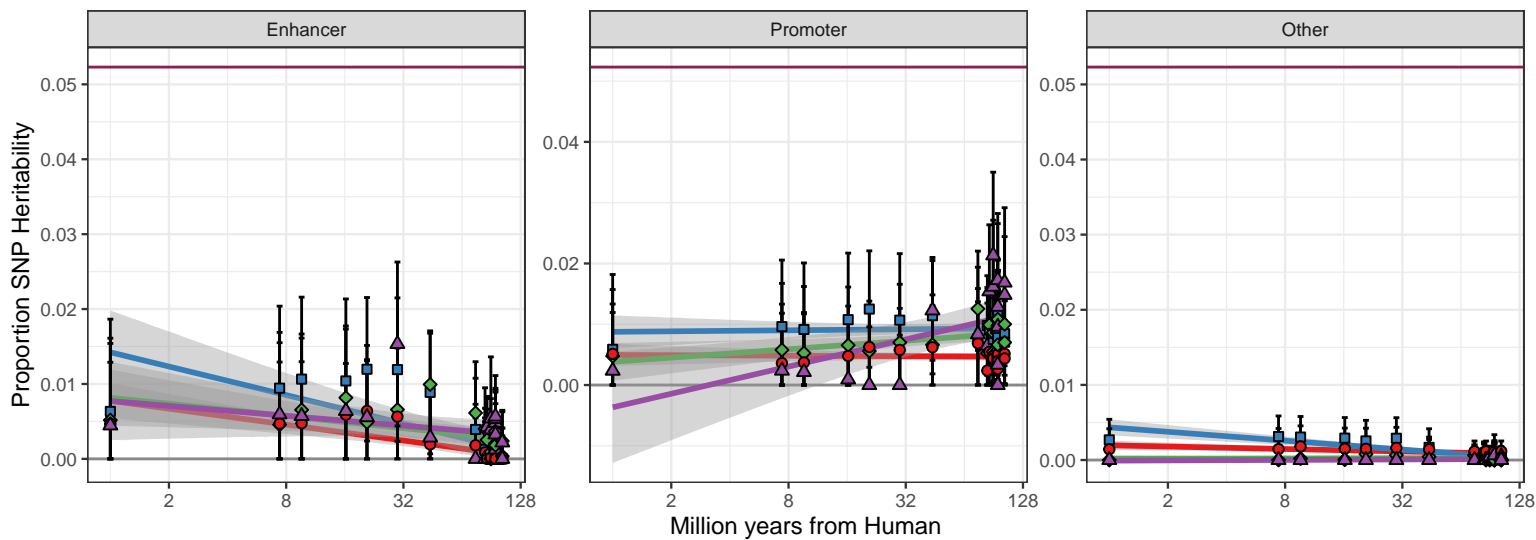 Enhancer
Promoter
Other
Proportion SNP Heritability
0.05
0.04
0.03
0.02
0.01
0.00
0.04
0.02
0.00
0.05
0.04
0.03
0.02
0.01
0.00
2 8 32 128
2 8 32 128
2 8 32 128
Million years from Human